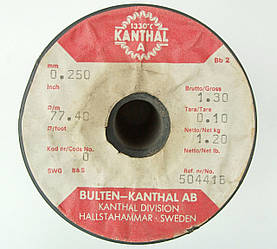 1330°C
KANTHAL
A
Bb 2
mm
0.250
Inch
Ω/m
77.40
Ω/foot
Kod nr/Code No.
0
SWG B&S
Brutto/Gross
1.30
Tara/Tare
0.10
Netto/Net kg
1.20
Netto/Net lb.
Ref. nr/No.
504415
BULTEN-KANTHAL AB
KANTHAL DIVISION
HALLSTAHAMMAR - SWEDEN